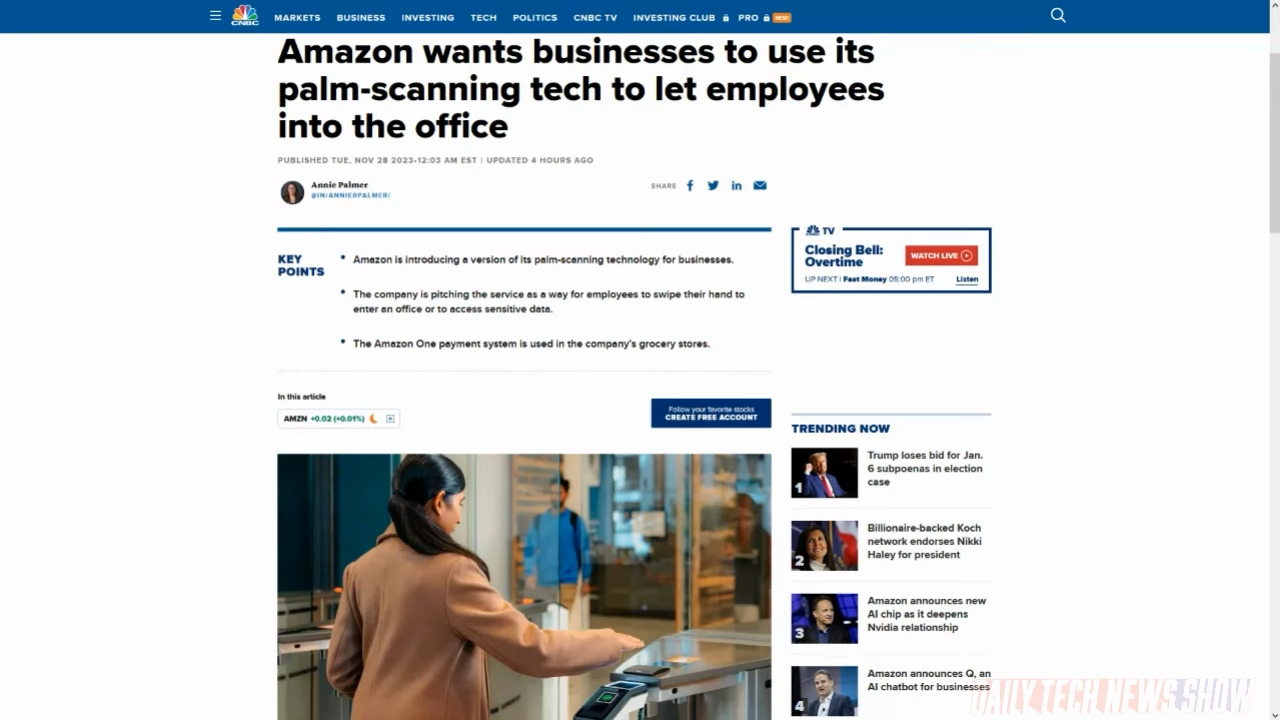 CNBC
MARKETS
BUSINESS
INVESTING
TECH
POLITICS
CNBC TV
INVESTING CLUB
PRO
NEW
Amazon wants businesses to use its
palm-scanning tech to let employees
into the office
PUBLISHED TUE, NOV 28 2023•12:03 AM EST | UPDATED 4 HOURS AGO
Annie Palmer
@IN/ANNIERPALMER/
SHARE
KEY
POINTS
Amazon is introducing a version of its palm-scanning technology for businesses.
The company is pitching the service as a way for employees to swipe their hand to
enter an office or to access sensitive data.
The Amazon One payment system is used in the company's grocery stores.
In this article
AMZN +0.02 (+0.01%)
Follow your favorite stocks
CREATE FREE ACCOUNT
TV
Closing Bell:
Overtime
WATCH LIVE
UP NEXT | Fast Money 05:00 pm ET
Listen
TRENDING NOW
1
Trump loses bid for Jan.
6 subpoenas in election
case
2
Billionaire-backed Koch
network endorses Nikki
Haley for president
3
Amazon announces new
AI chip as it deepens
Nvidia relationship
4
Amazon announces Q, an
AI chatbot for businesses
DAILY TECH NEWS SHOW